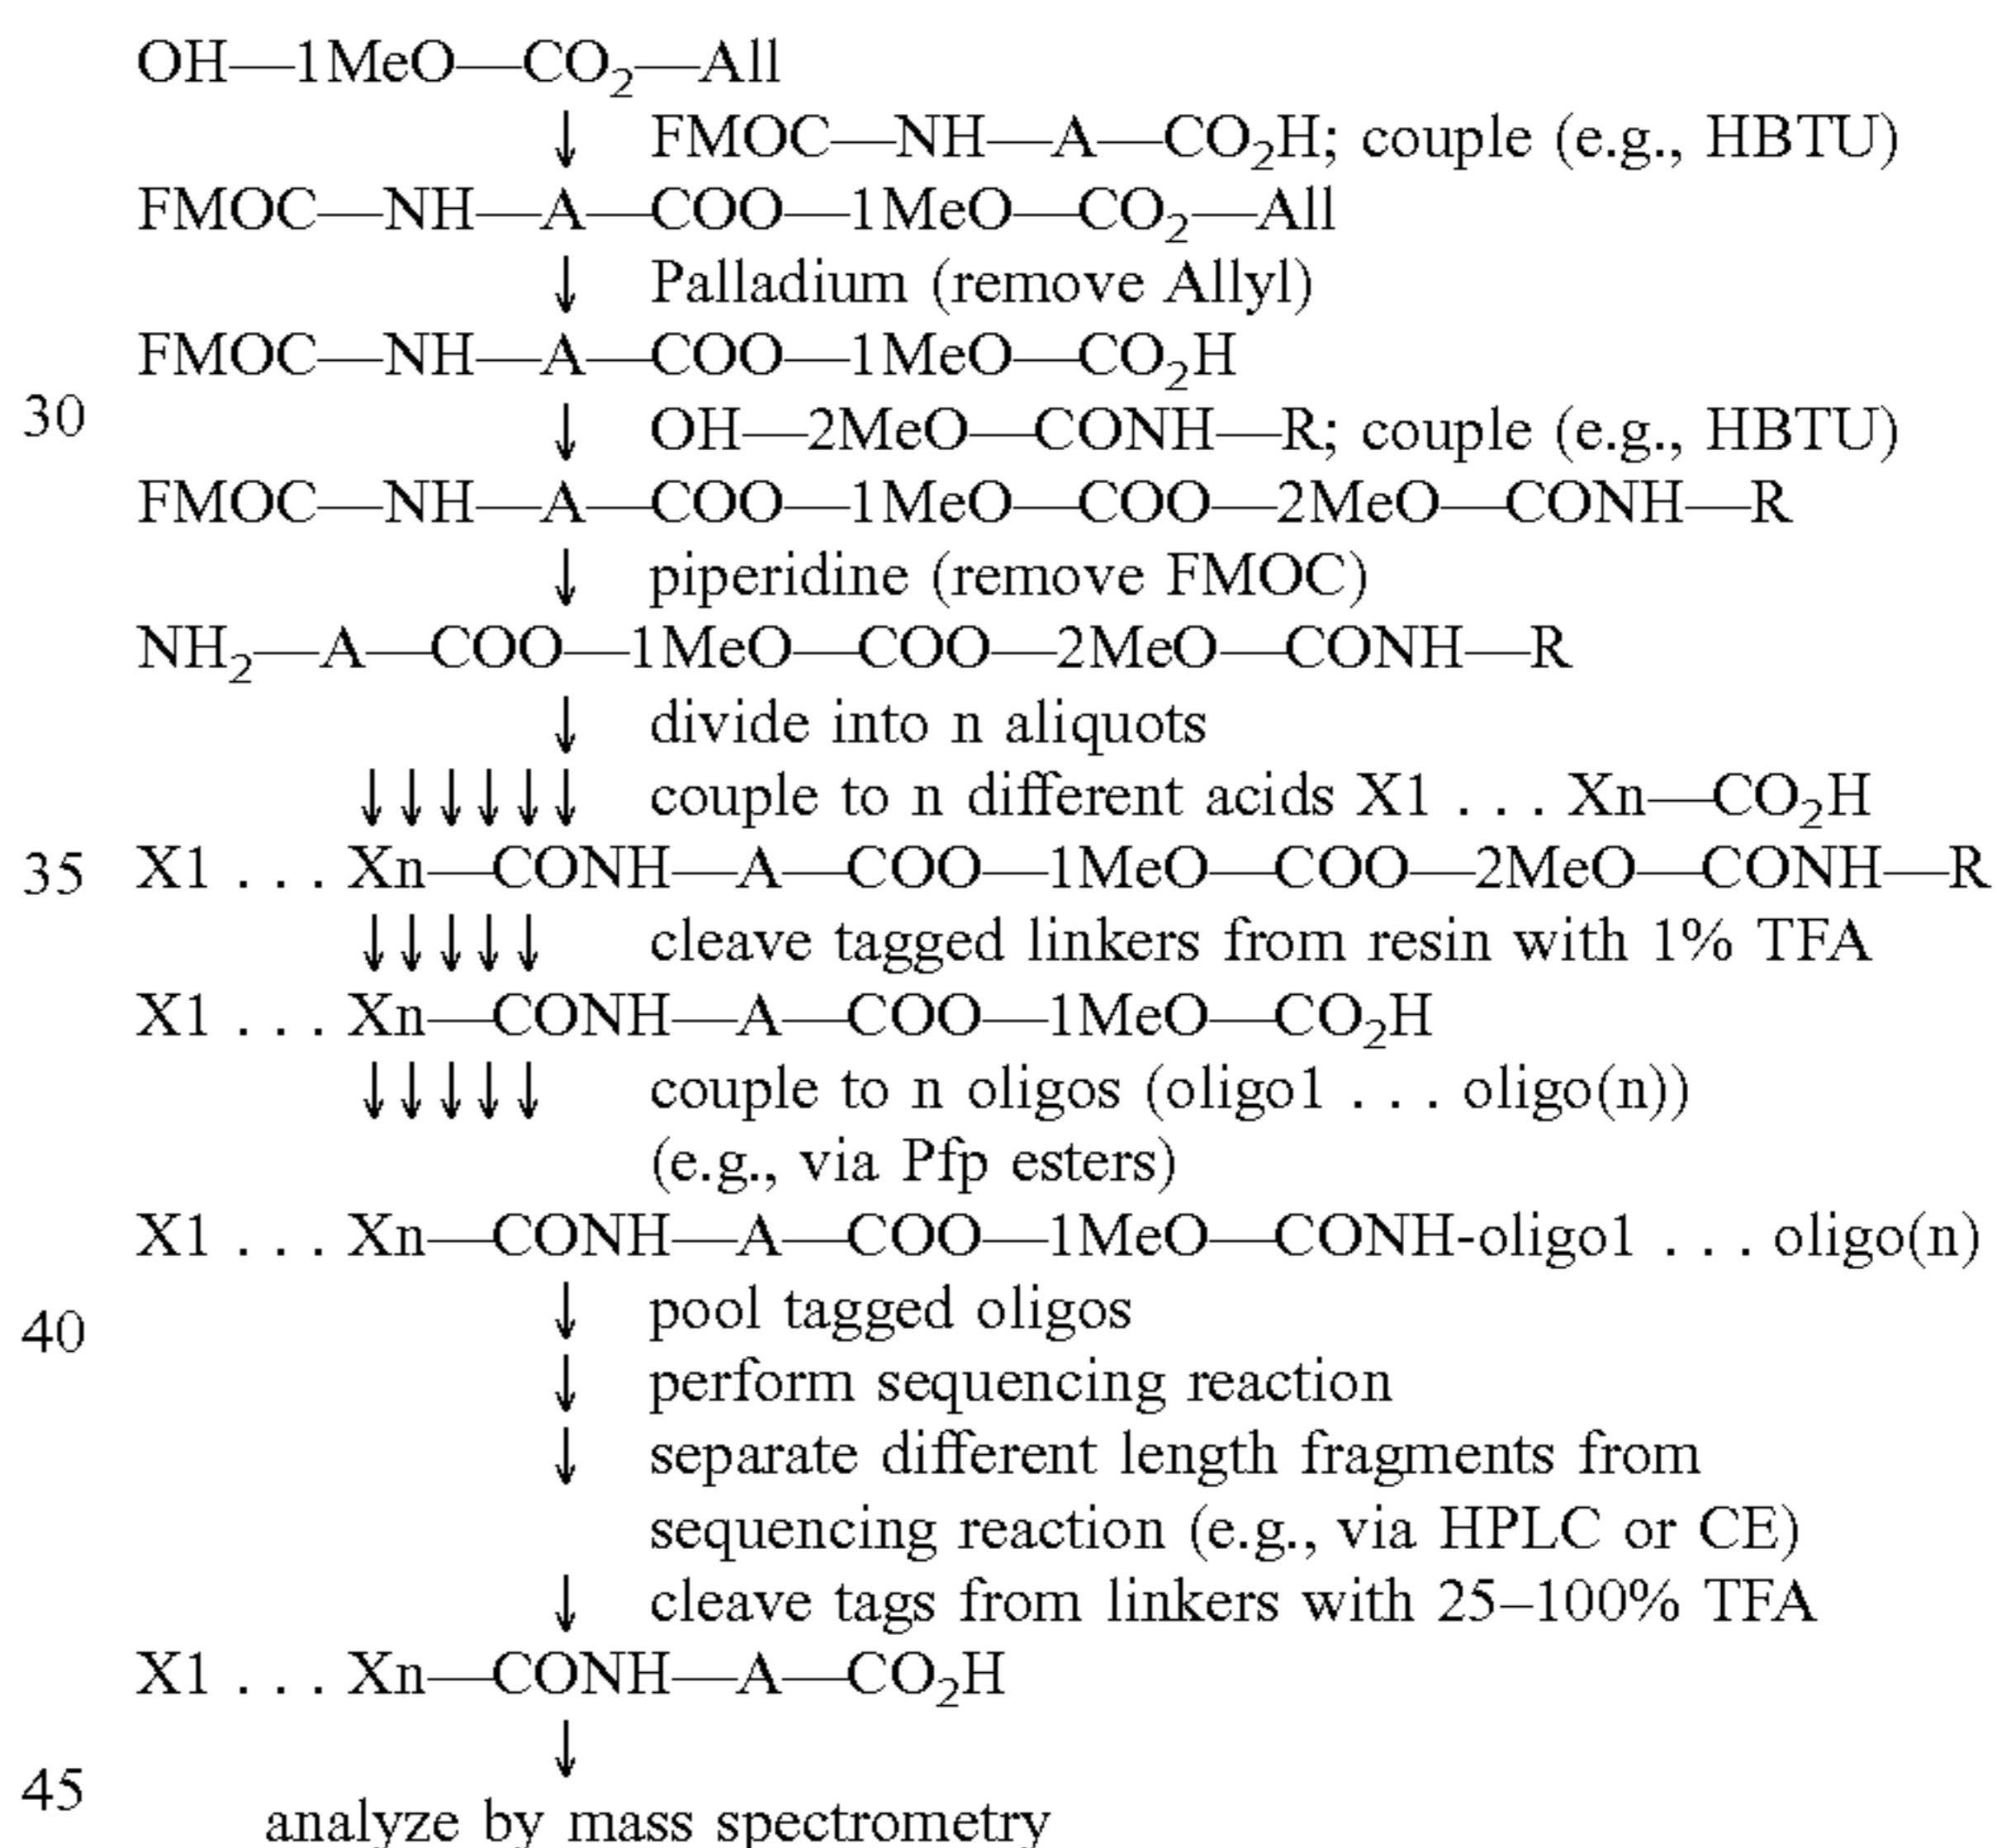 OH—1MeO—CO₂—All
↓ FMOC—NH—A—CO₂H; couple (e.g., HBTU)
FMOC—NH—A—COO—1MeO—CO₂—All
↓ Palladium (remove Allyl)
FMOC—NH—A—COO—1MeO—CO₂H
30 ↓ OH—2MeO—CONH—R; couple (e.g., HBTU)
FMOC—NH—A—COO—1MeO—COO—2MeO—CONH—R
↓ piperidine (remove FMOC)
NH₂—A—COO—1MeO—COO—2MeO—CONH—R
↓ divide into n aliquots
↓↓↓↓↓↓ couple to n different acids X1 . . . Xn—CO₂H
35 X1 . . . Xn—CONH—A—COO—1MeO—COO—2MeO—CONH—R
↓↓↓↓↓ cleave tagged linkers from resin with 1% TFA
X1 . . . Xn—CONH—A—COO—1MeO—CO₂H
↓↓↓↓↓ couple to n oligos (oligo1 . . . oligo(n))
(e.g., via Pfp esters)
X1 . . . Xn—CONH—A—COO—1MeO—CONH-oligo1 . . . oligo(n)
40 ↓ pool tagged oligos
↓ perform sequencing reaction
↓ separate different length fragments from
sequencing reaction (e.g., via HPLC or CE)
↓ cleave tags from linkers with 25–100% TFA
X1 . . . Xn—CONH—A—CO₂H
↓
45
analyze by mass spectrometry